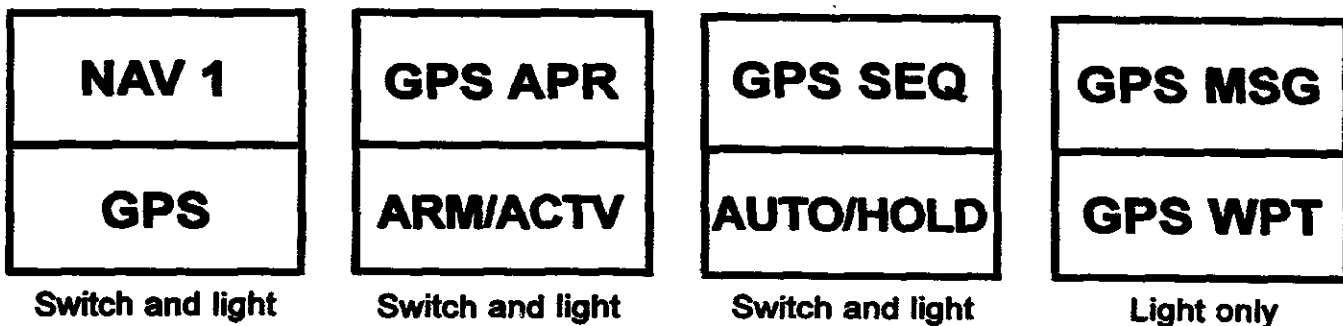 NAV 1
GPS
Switch and light
GPS APR
ARM/ACTV
Switch and light
GPS SEQ
AUTO/HOLD
Switch and light
GPS MSG
GPS WPT
Light only